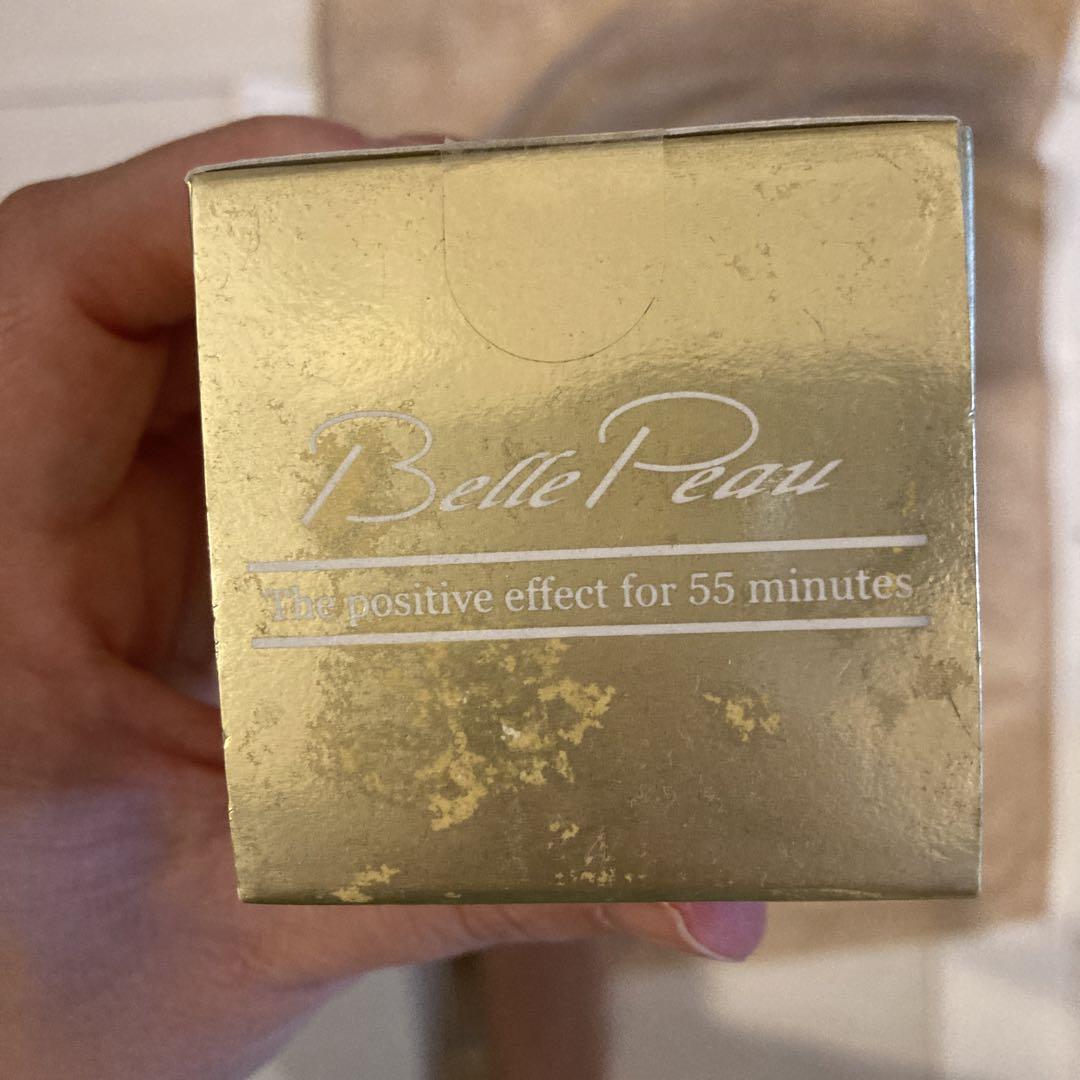 Belle Peau
The positive effect for 55 minutes